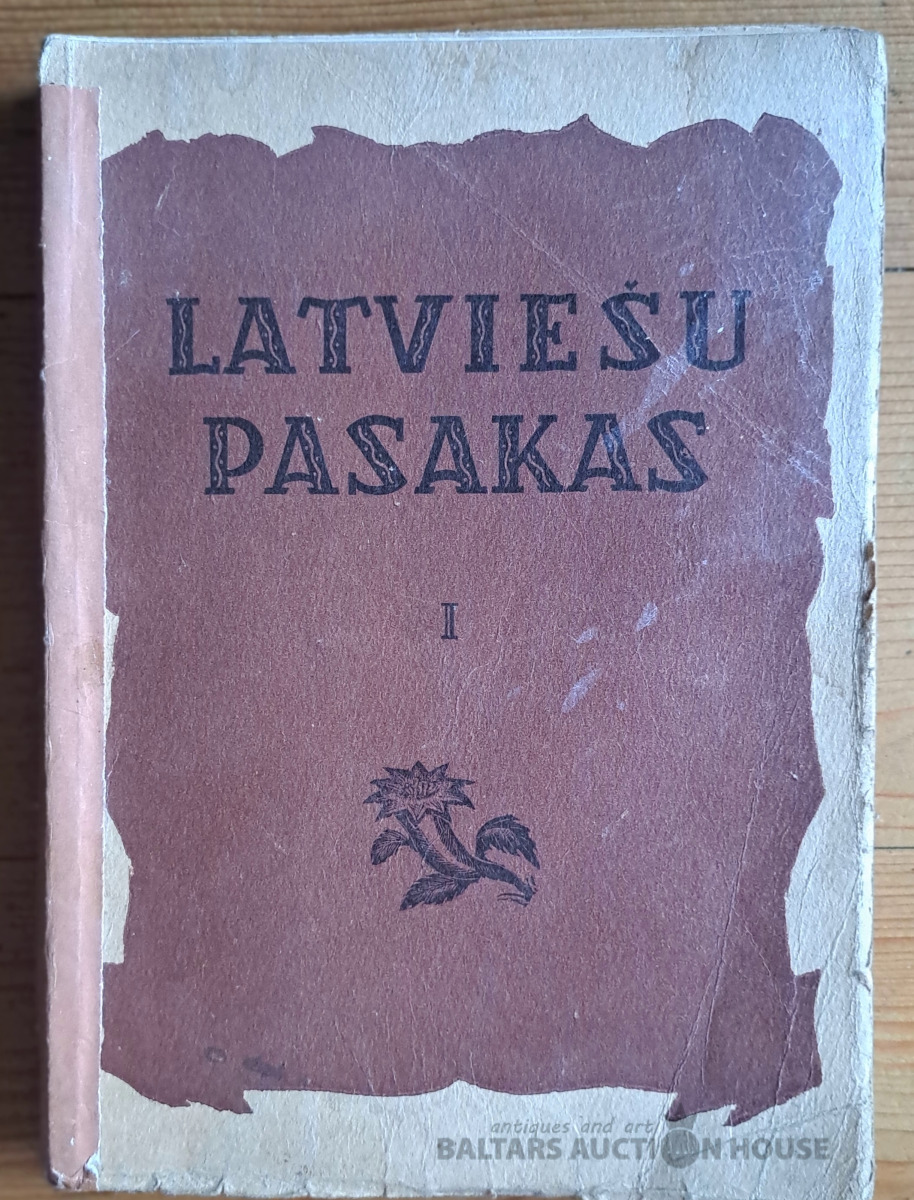 LATVIEŠU
PASAKAS
I
antiques and art
BALTARS AUCTION HOUSE